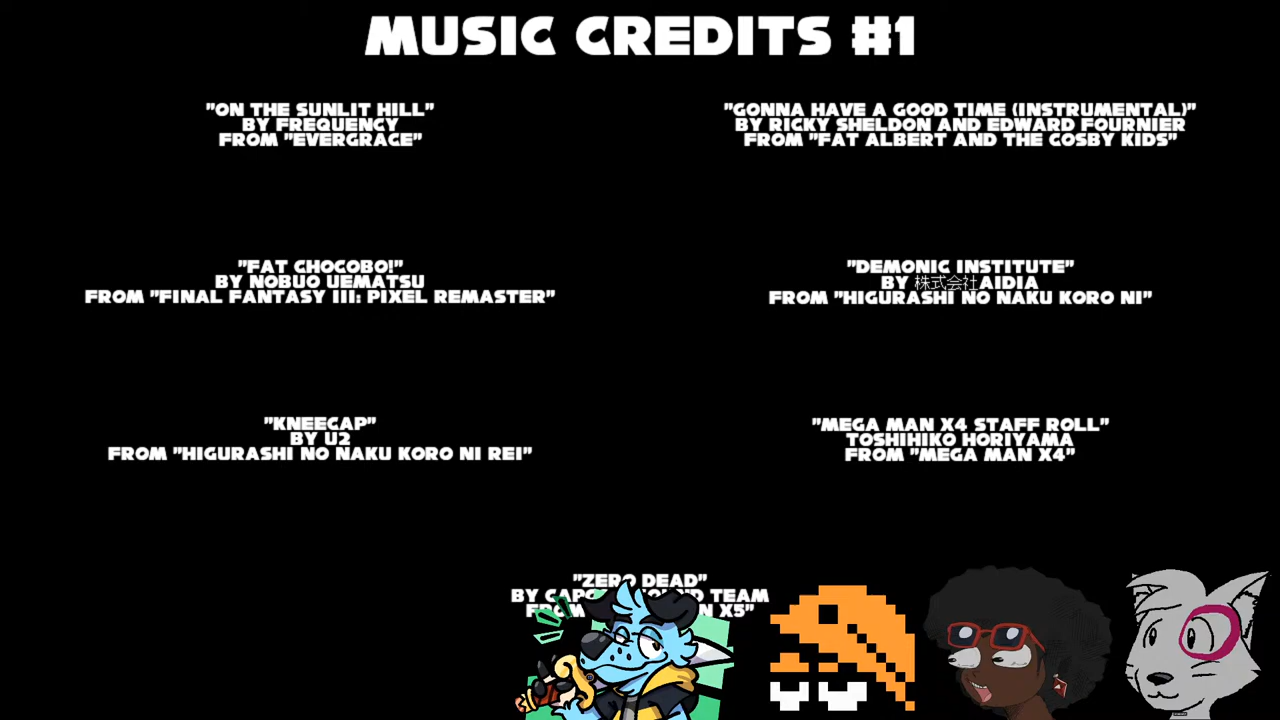 MUSIC CREDITS #1
"ON THE SUNLIT HILL"
BY FREQUENCY
FROM "EVERGRACE"
"GONNA HAVE A GOOD TIME (INSTRUMENTAL)"
BY RICKY SHELDON AND EDWARD FOURNIER
FROM "FAT ALBERT AND THE COSBY KIDS"
"FAT CHOCOBO!"
BY NOBUO UEMATSU
FROM "FINAL FANTASY III: PIXEL REMASTER"
"DEMONIC INSTITUTE"
BY 株式会社AIDIA
FROM "HIGURASHI NO NAKU KORO NI"
"KNEECAP"
BY U2
FROM "HIGURASHI NO NAKU KORO NI REI"
"MEGA MAN X4 STAFF ROLL"
TOSHIHIKO HORIYAMA
FROM "MEGA MAN X4"
"ZERO DEAD"
BY TEAM
X5"